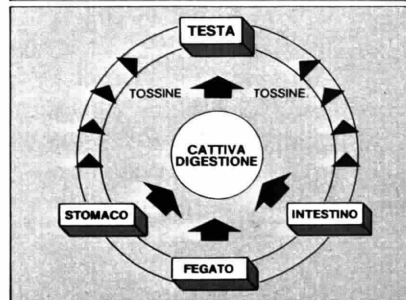 TESTA
TOSSINE TOSSINE
CATTIVA
DIGESTIONE
STOMACO INTESTINO
FEGATO